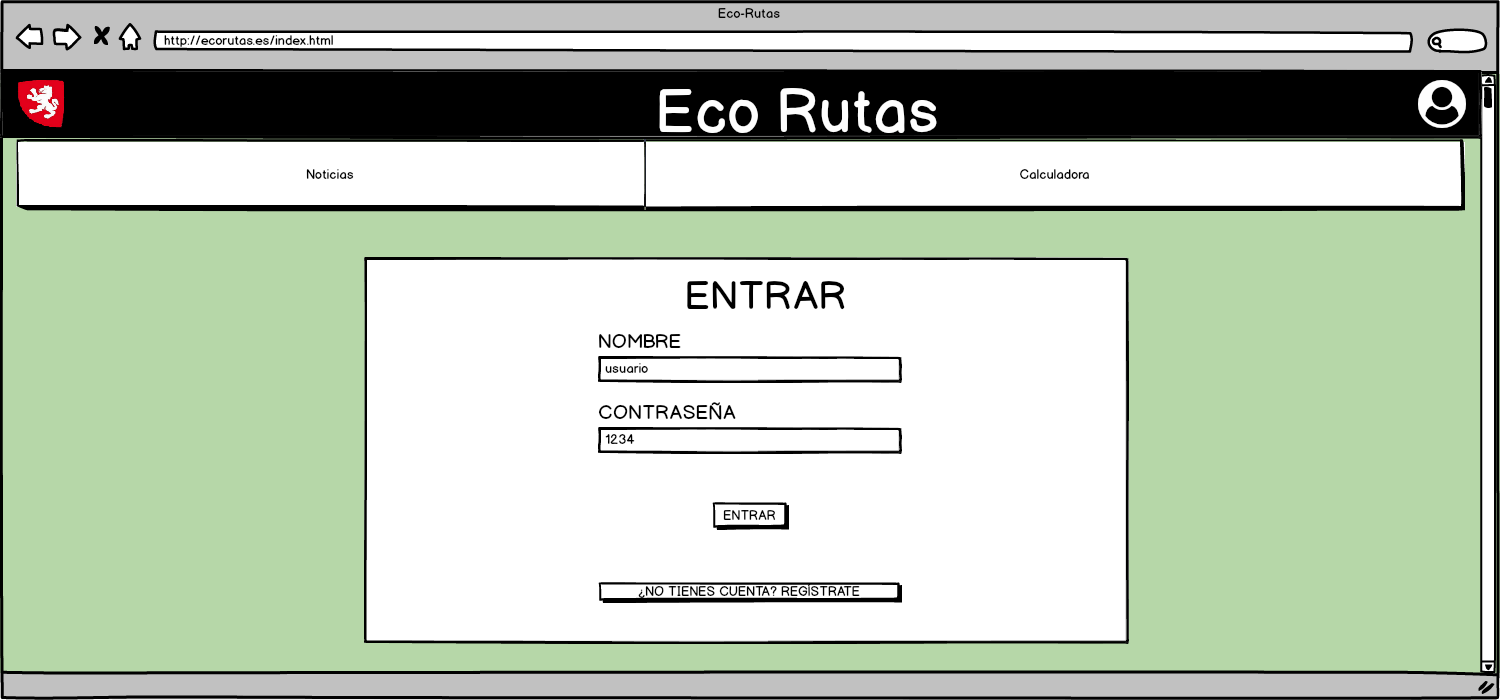 Eco-Rutas
http://ecorutas.es/index.html
Eco Rutas
Noticias
Calculadora
ENTRAR
NOMBRE
usuario
CONTRASEÑA
1234
ENTRAR
¿NO TIENES CUENTA? REGÍSTRATE